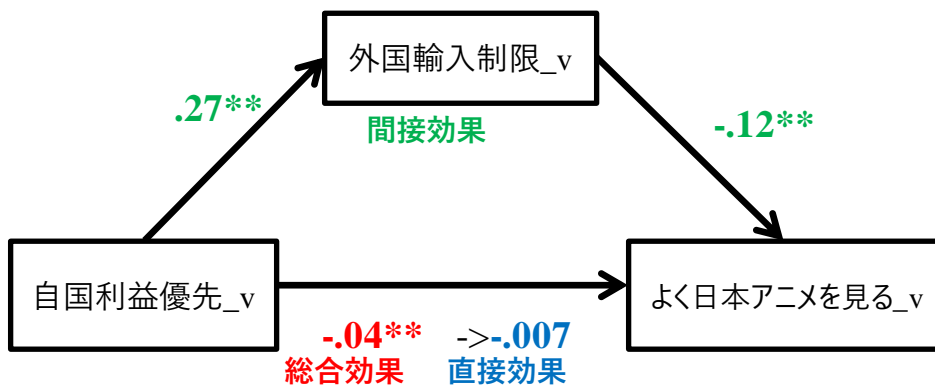 外国輸入制限_v
.27**
間接効果
-.12**
自国利益優先_v
よく日本アニメを見る_v
-.04** ->-.007
総合効果 直接効果